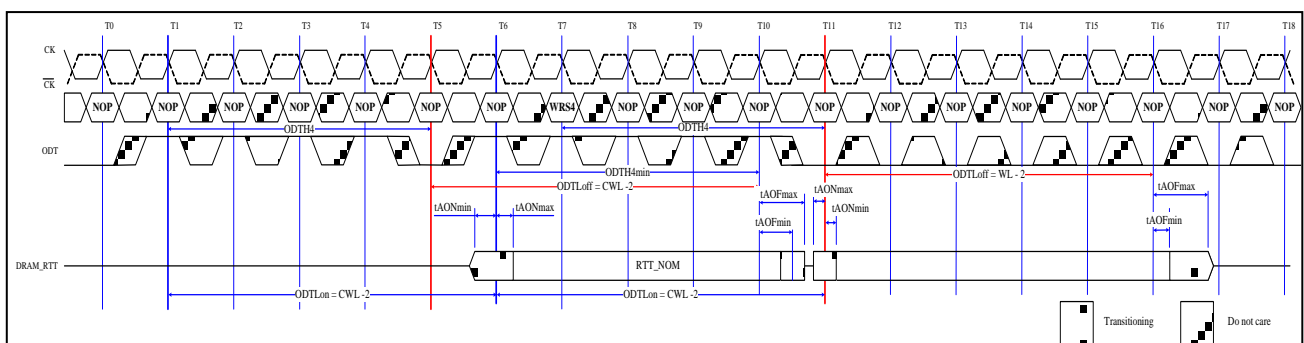 T0 T1 T2 T3 T4 T5 T6 T7 T8 T9 T10 T11 T12 T13 T14 T15 T16 T17 T18
CK
CK
NOP NOP NOP NOP NOP NOP NOP WRS4 NOP NOP NOP NOP NOP NOP NOP NOP NOP NOP
ODTH4 ODTH4
ODT
ODTH4min ODTLoff = WL - 2
ODTLoff = CWL -2 tAOFmax tAONmax tAOFmax
tAONmin tAONmax tAOFmin tAONmin tAOFmin
DRAM_RTT RTT_NOM
ODTLon = CWL -2 ODTLon = CWL -2
Transitioning Do not care